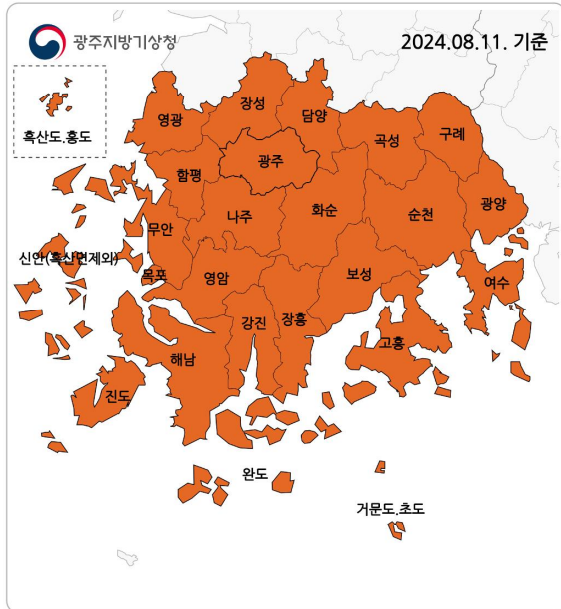 광주지방기상청
2024.08.11. 기준
흑산도.홍도
영광
장성
담양
곡성
구례
함평
광주
나주
화순
순천
광양
무안
신안(흑산면제외)
목포
영암
보성
여수
강진
장흥
해남
고흥
진도
완도
거문도.초도